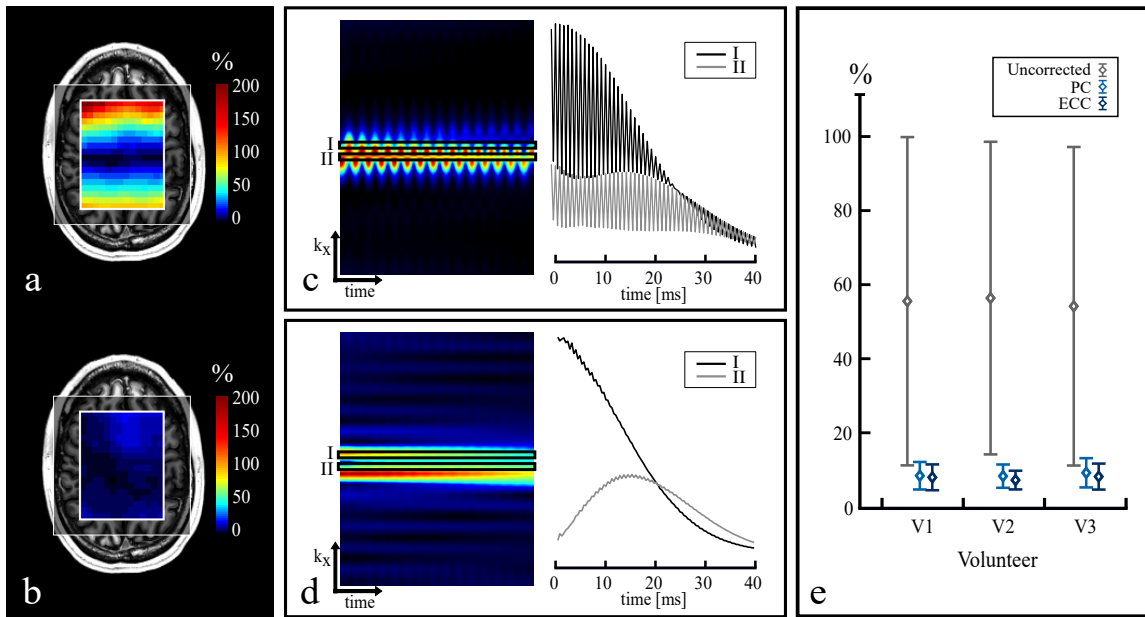 %
200
150
100
50
0
a
%
200
150
100
50
0
b
I
II
kx
time
c
I
II
0 10 20 30 40
time [ms]
I
II
kx
time
d
I
II
0 10 20 30 40
time [ms]
%
Uncorrected
PC
ECC
100
80
60
40
20
0
V1 V2 V3
Volunteer
e